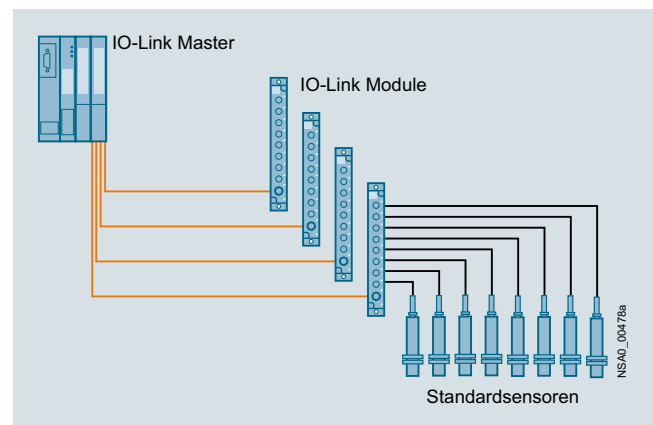 IO-Link Master
IO-Link Module
NSA0_00478a
Standardsensoren